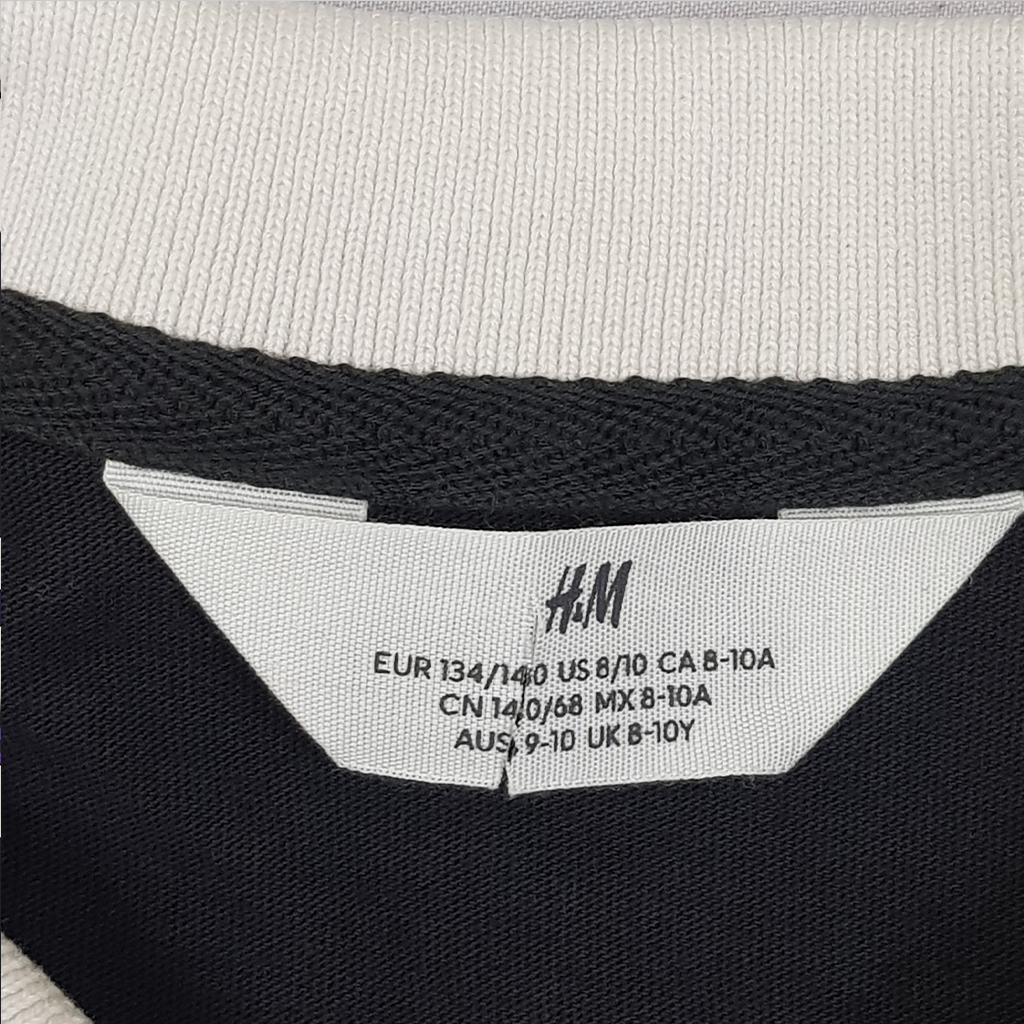 H&M
EUR 134/140 US 8/10 CA 8-10A
CN 140/68 MX 8-10A
AUS 9-10 UK 8-10Y